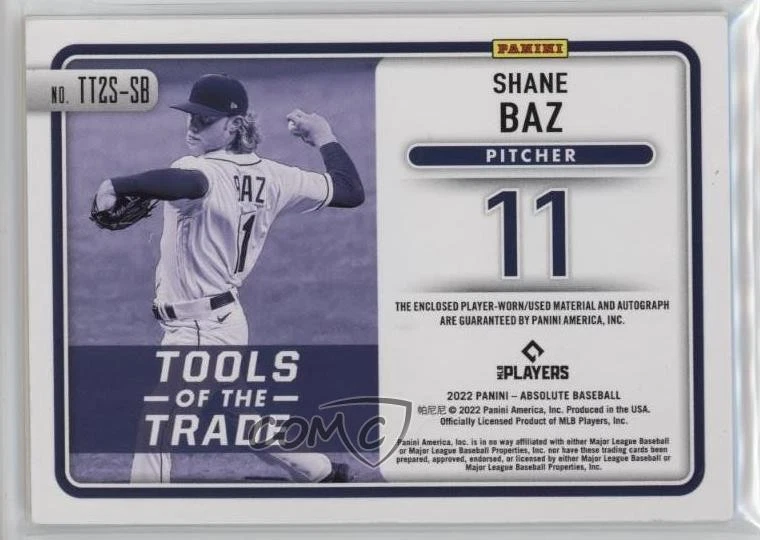 PANINI
NO. TT2S-SB
SHANE
BAZ
PITCHER
11
BAZ
1
THE ENCLOSED PLAYER-WORN/USED MATERIAL AND AUTOGRAPH
ARE GUARANTEED BY PANINI AMERICA, INC.
MLB PLAYERS
TOOLS
OF THE
TRADE
COMC
2022 PANINI – ABSOLUTE BASEBALL
帕尼尼 © 2022 Panini America, Inc. Produced in the USA.
Officially Licensed Product of MLB Players, Inc.
Panini America, Inc. is in no way affiliated with either Major League Baseball
or Major League Baseball Properties, Inc. nor have these trading cards been
prepared, approved, endorsed, or licensed by either Major League Baseball or
Major League Baseball Properties, Inc.